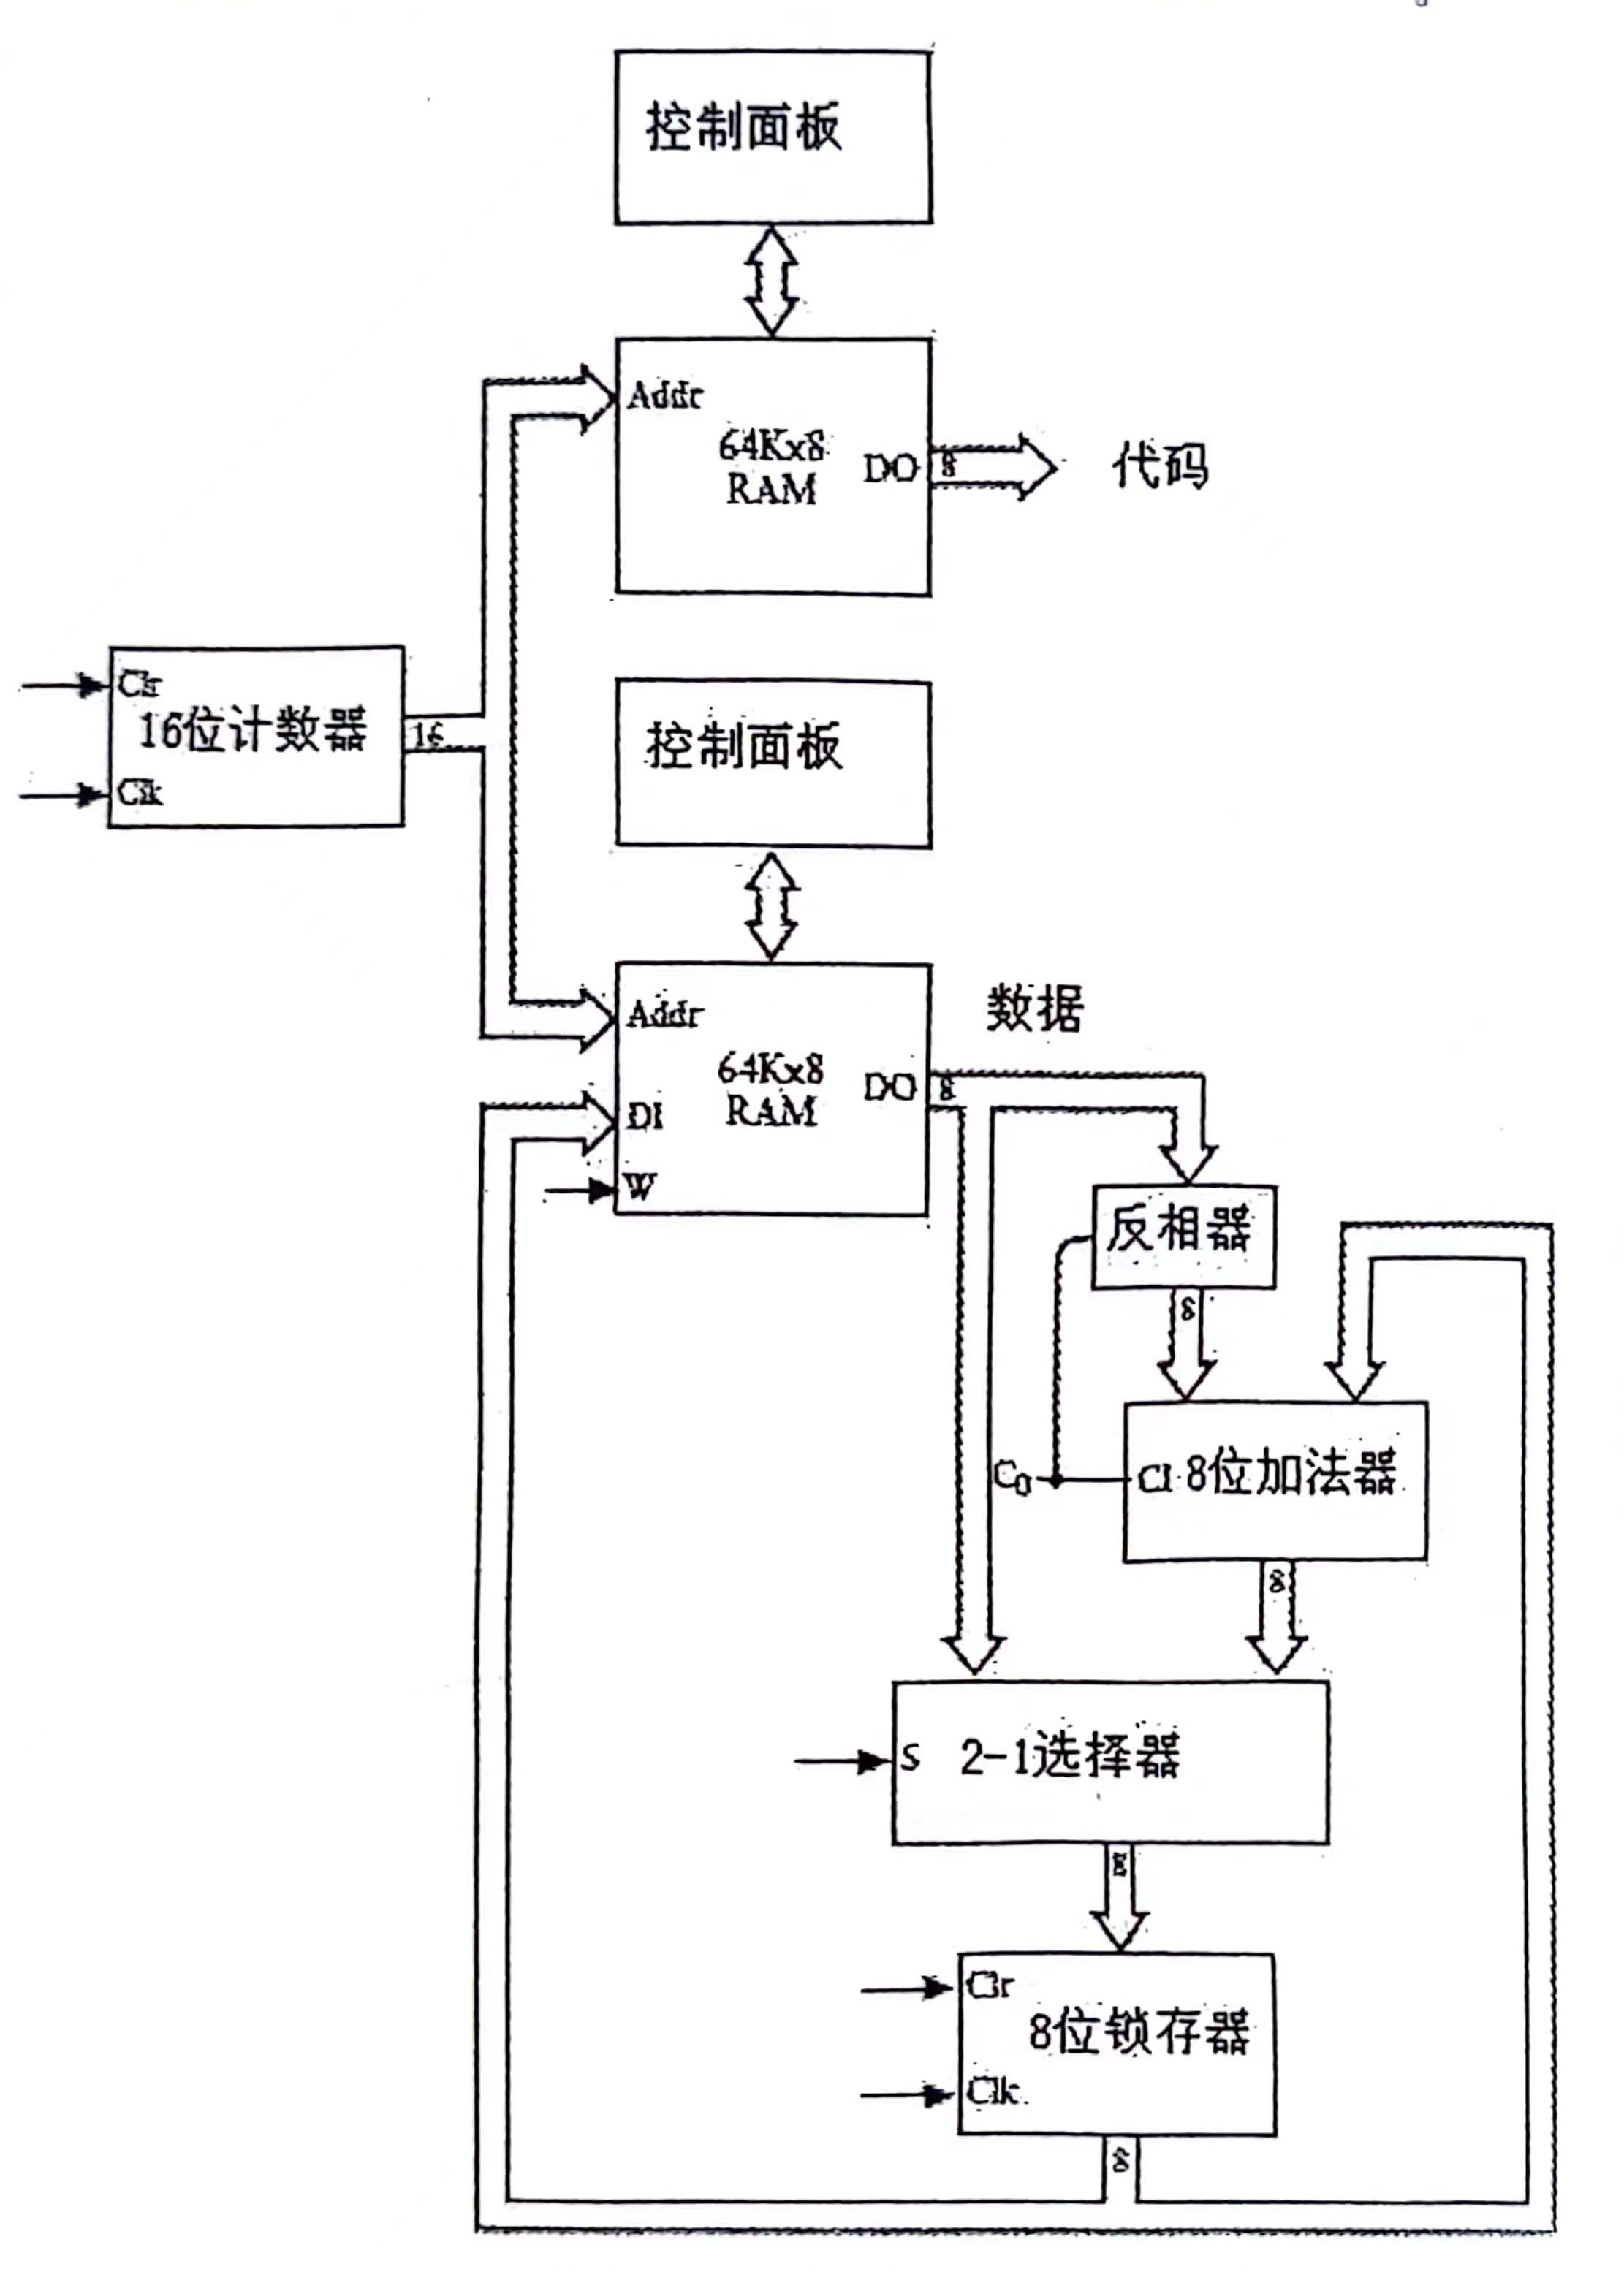 控制面板
Addr
64Kx8
RAM
DO
8
代码
Clr
16位计数器
16
Clk
控制面板
数据
Addr
64Kx8
RAM
DO
8
DI
W
反相器
8
C0
CI
8位加法器
8
S
2-1选择器
8
Clr
8位锁存器
Clk
8